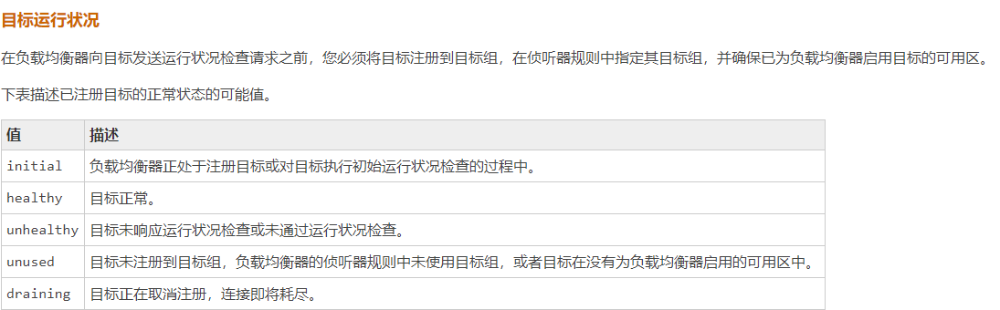 目标运行状况
在负载均衡器向目标发送运行状况检查请求之前，您必须将目标注册到目标组，在侦听器规则中指定其目标组，并确保已为负载均衡器启用目标的可用区。
下表描述已注册目标的正常状态的可能值。
值 描述
initial 负载均衡器正处于注册目标或对目标执行初始运行状况检查的过程中。
healthy 目标正常。
unhealthy 目标未响应运行状况检查或未通过运行状况检查。
unused 目标未注册到目标组，负载均衡器的侦听器规则中未使用目标组，或者目标在没有为负载均衡器启用的可用区中。
draining 目标正在取消注册，连接即将耗尽。